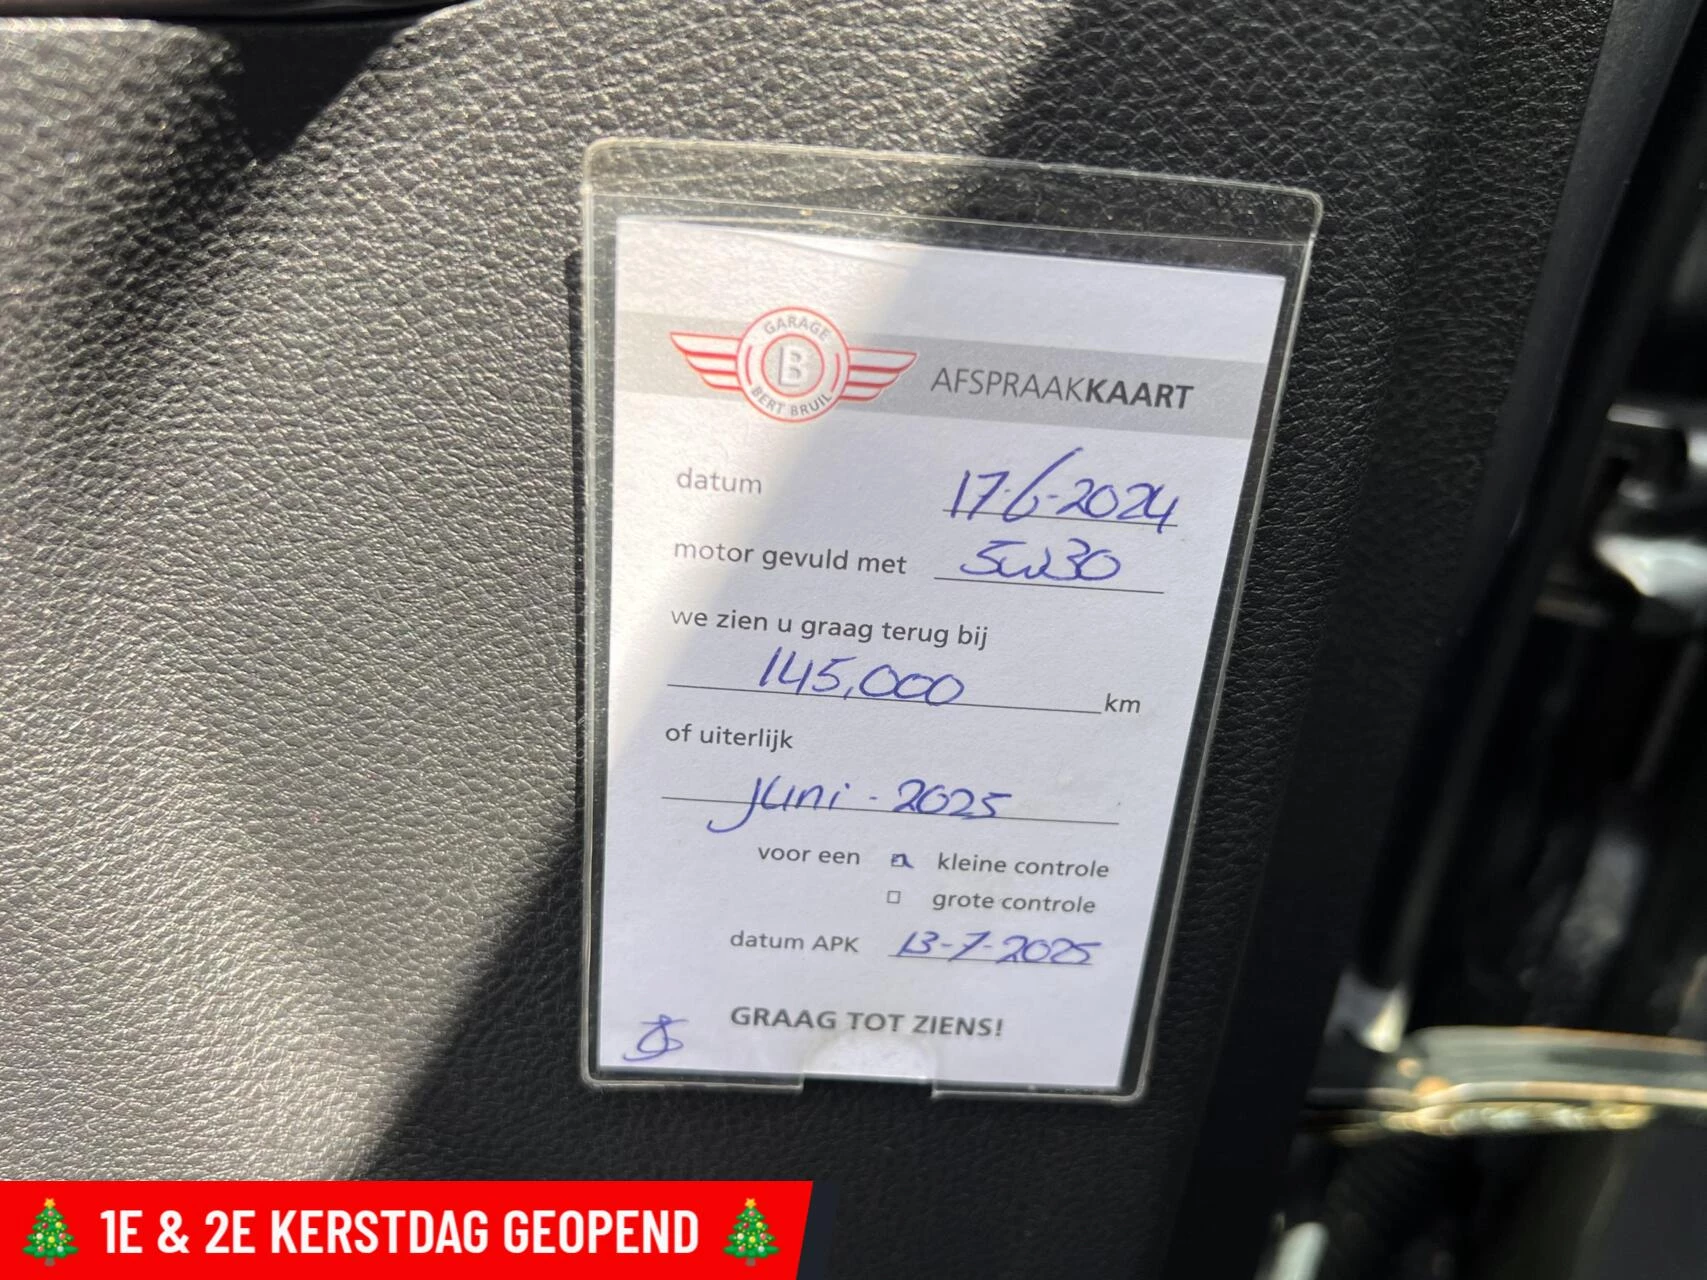 GARAGE
B
BERT BRUIL
AFSPRAAKKAART
datum 17-6-2024
motor gevuld met 5w30
we zien u graag terug bij
145,000 km
of uiterlijk
juni - 2025
voor een kleine controle
grote controle
datum APK 13-7-2025
GRAAG TOT ZIENS!
1E & 2E KERSTDAG GEOPEND